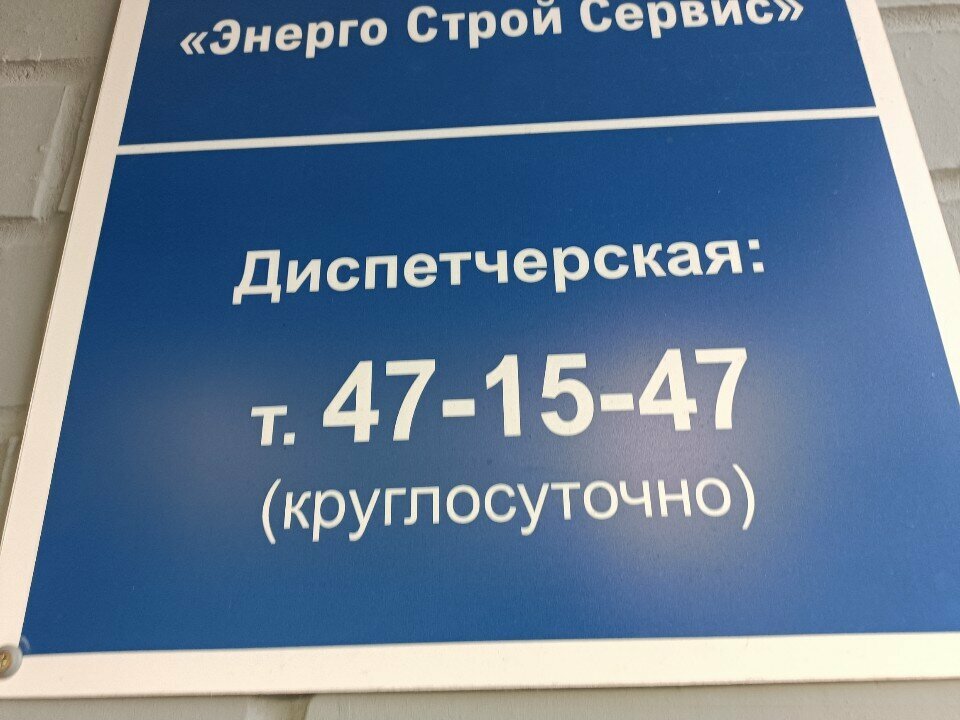 «Энерго Строй Сервис»
Диспетчерская:
т. 47-15-47
(круглосуточно)